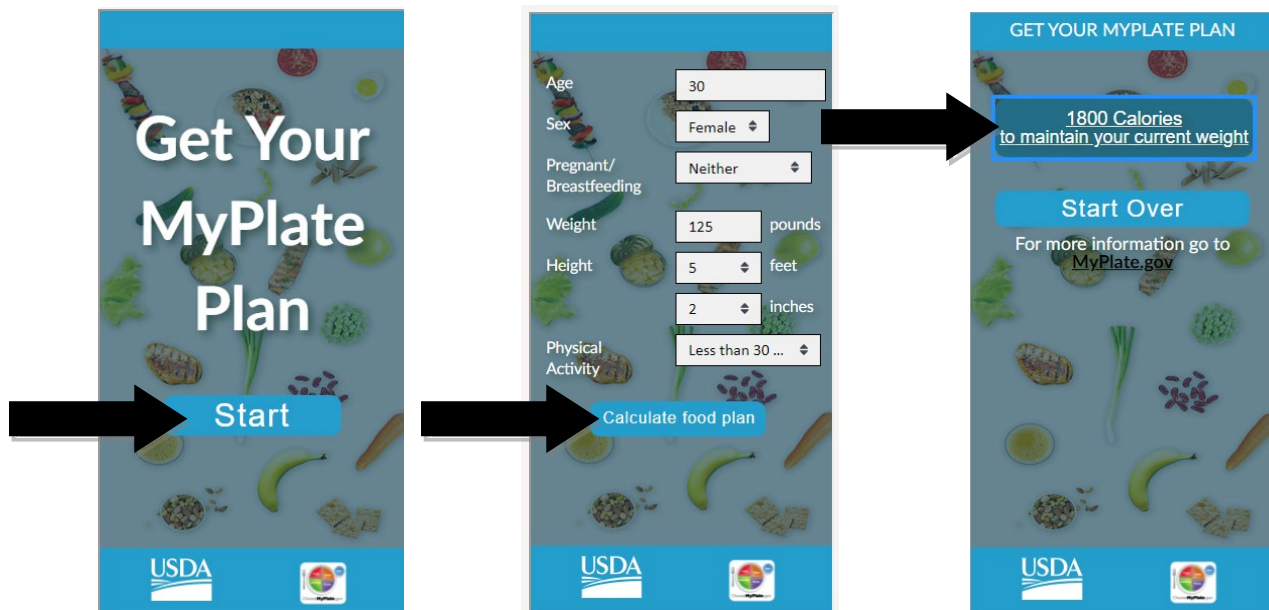 Get Your
MyPlate
Plan
Start
USDA
Age
30
Sex
Female
Pregnant/
Breastfeeding
Neither
Weight
125
pounds
Height
5
feet
2
inches
Physical
Activity
Less than 30 ...
Calculate food plan
USDA
GET YOUR MYPLATE PLAN
1800 Calories
to maintain your current weight
Start Over
For more information go to
MyPlate.gov
USDA